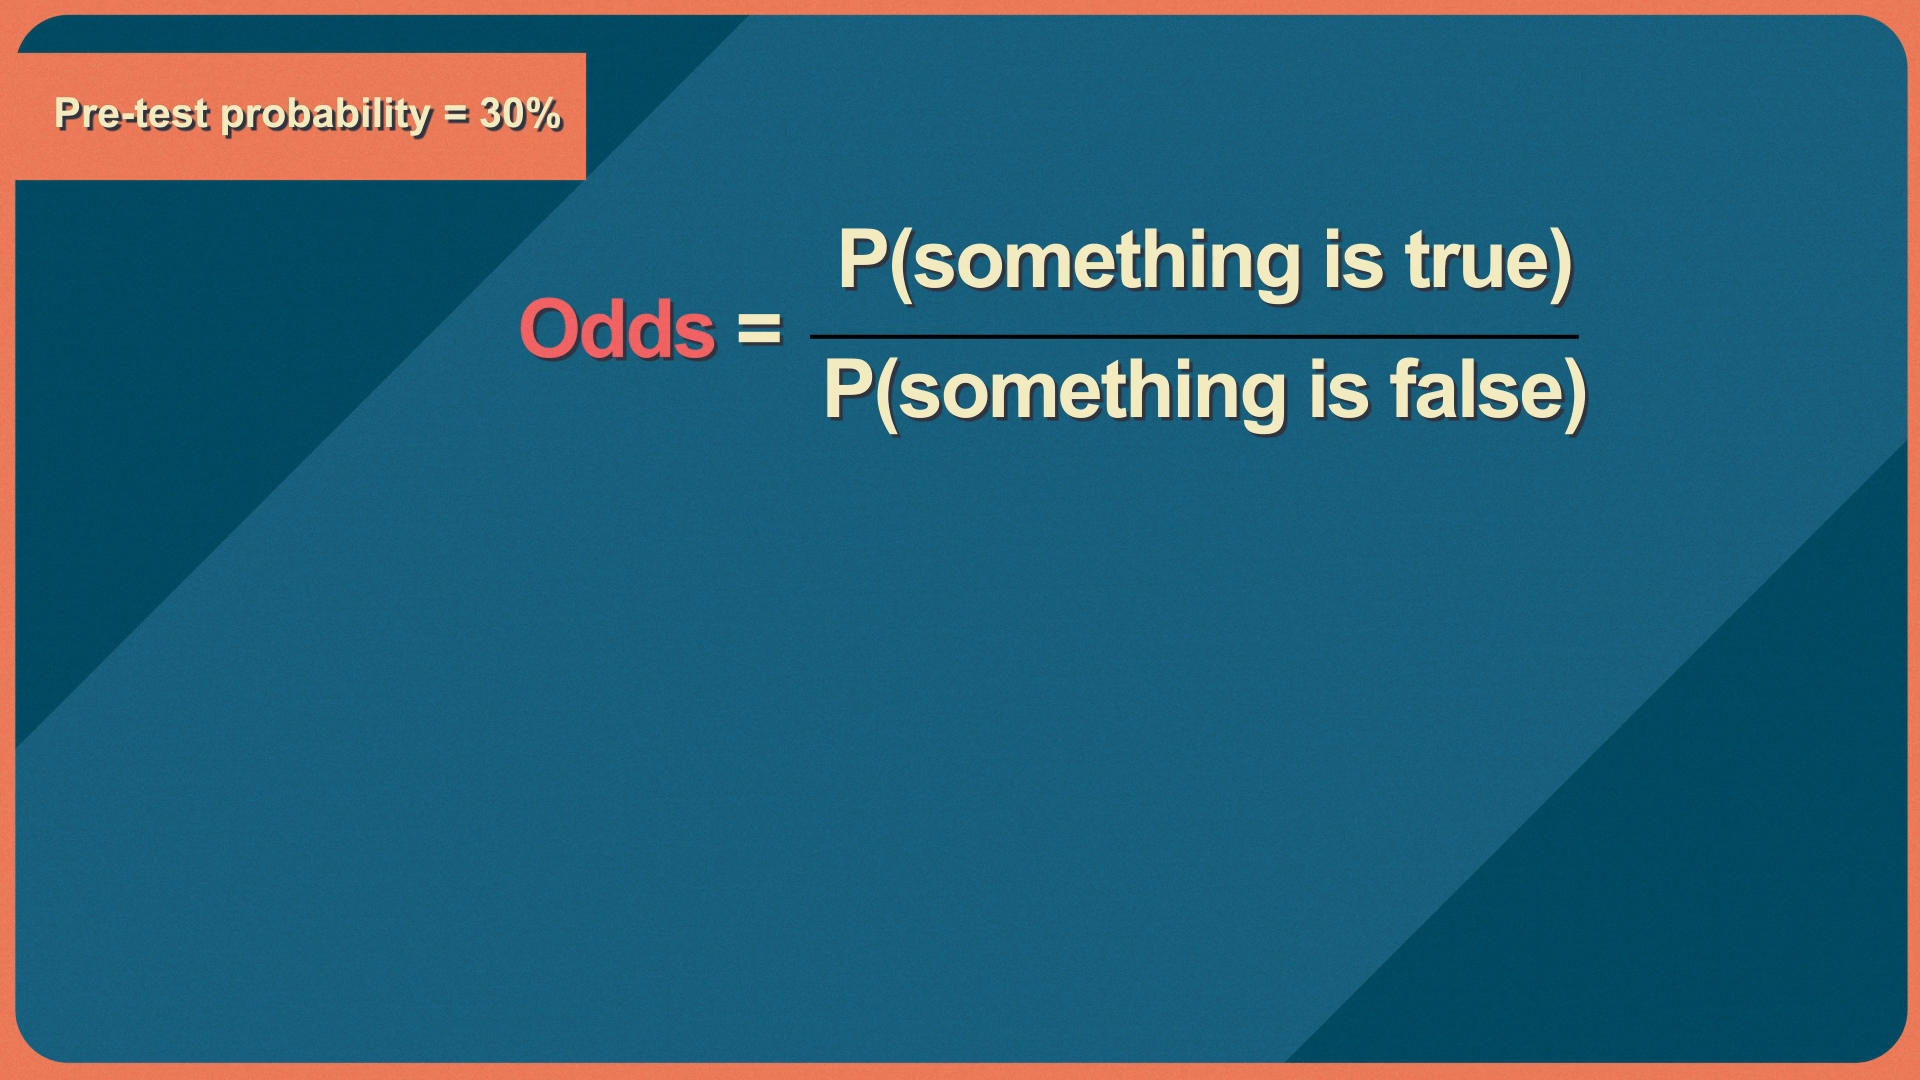 Pre-test probability = 30%
P(something is true)
Odds =
P(something is false)